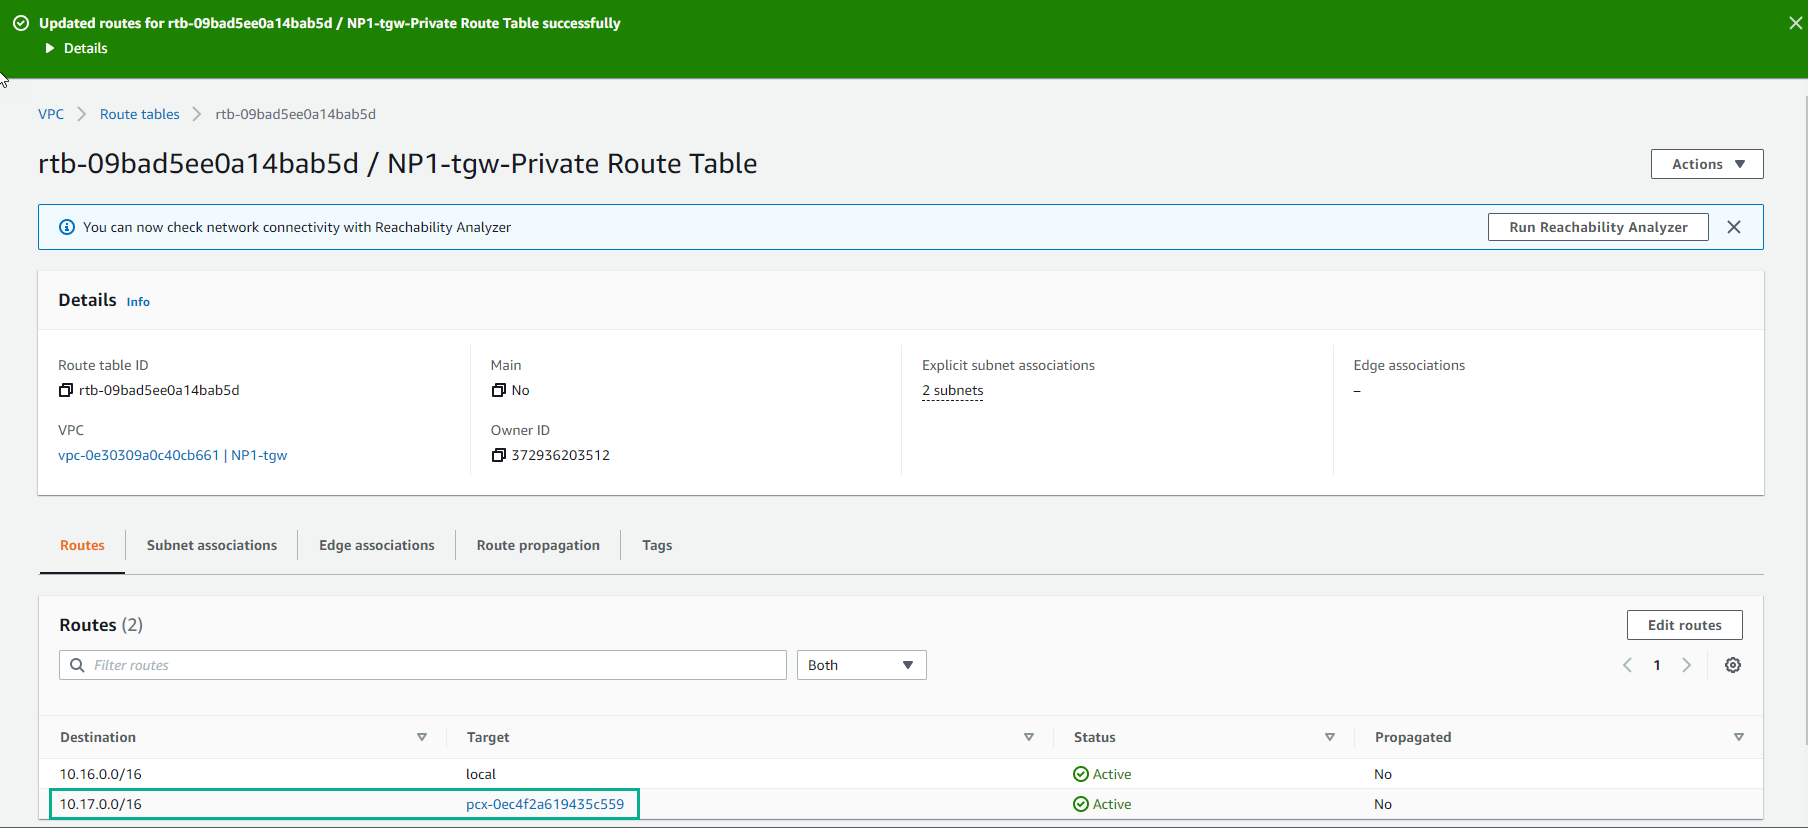 Updated routes for rtb-09bad5ee0a14bab5d / NP1-tgw-Private Route Table successfully
Details
VPC Route tables rtb-09bad5ee0a14bab5d
rtb-09bad5ee0a14bab5d / NP1-tgw-Private Route Table
Actions
You can now check network connectivity with Reachability Analyzer
Run Reachability Analyzer
Details Info
Route table ID
rtb-09bad5ee0a14bab5d
VPC
vpc-0e30309a0c40cb661 | NP1-tgw
Main
No
Owner ID
372936203512
Explicit subnet associations
2 subnets
Edge associations
–
Routes Subnet associations Edge associations Route propagation Tags
Routes (2)
Edit routes
Filter routes
Both
1
Destination Target Status Propagated
10.16.0.0/16 local Active No
10.17.0.0/16 pcx-0ec4f2a619435c559 Active No